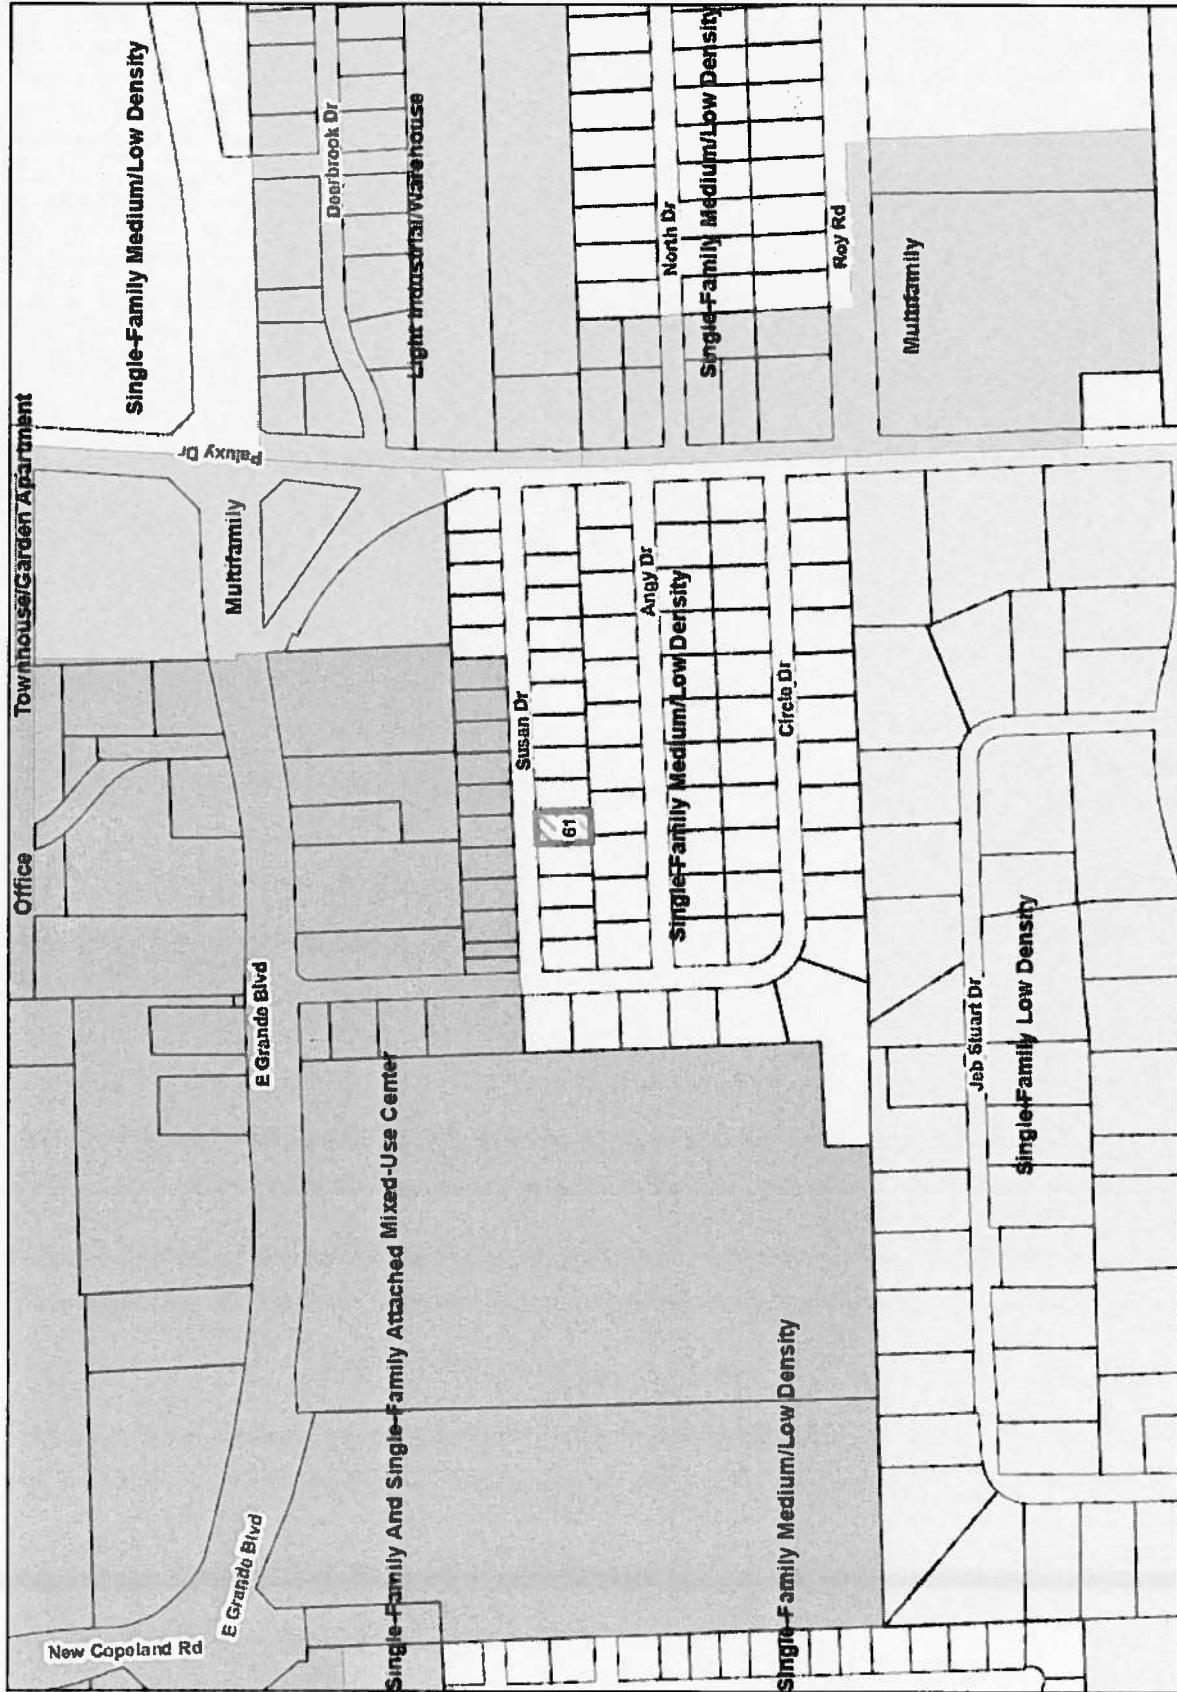 Office
Townhouse/Garden Apartment
Single-Family Medium/Low Density
Paluxy Dr
Multifamily
Deerbrook Dr
Light Industrial/Warehouse
New Copeland Rd
E Grande Blvd
E Grande Blvd
Single-Family And Single-Family Attached
Mixed-Use Center
Susan Dr
161
Angy Dr
Single-Family Medium/Low Density
Circle Dr
North Dr
Single-Family Medium/Low Density
Roy Rd
Multifamily
Single-Family Medium/Low Density
Jeb Stuart Dr
Single-Family Low Density